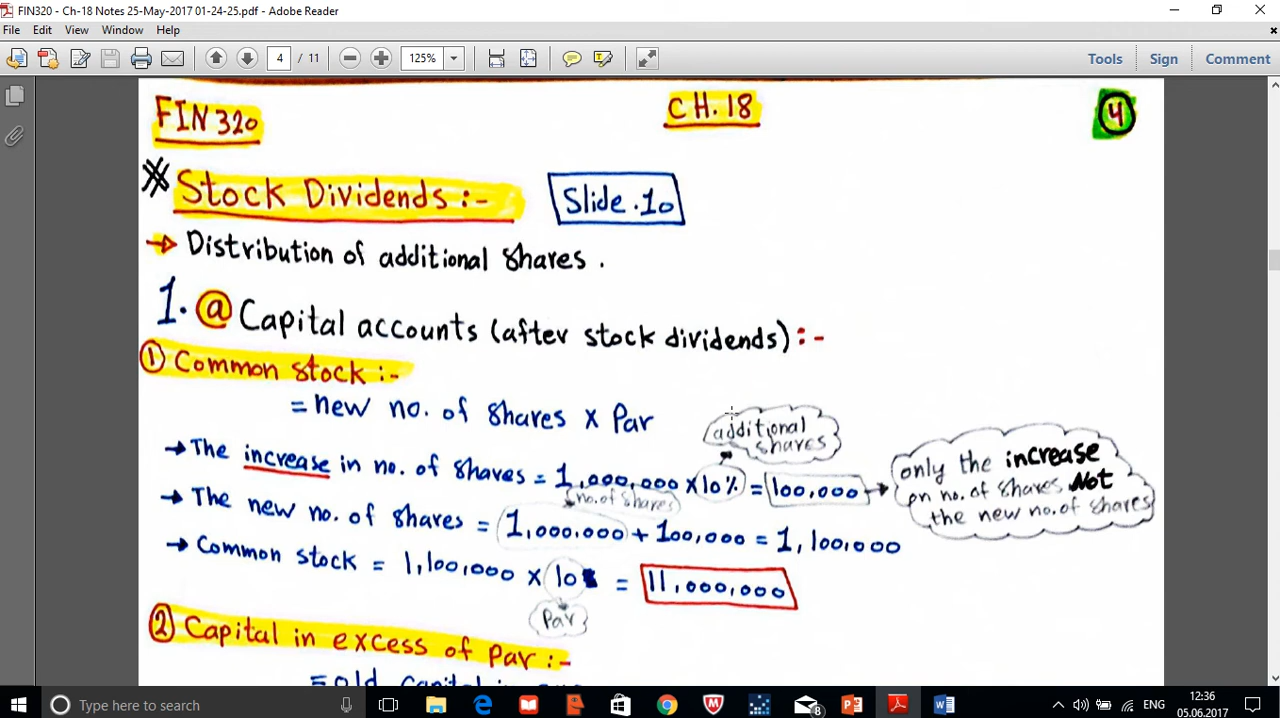 FIN320 - Ch-18 Notes 25-May-2017 01-24-25.pdf - Adobe Reader
File Edit View Window Help
4 / 11 125% Tools Sign Comment
FIN 320 CH.18 4
Stock Dividends :- Slide.10
→ Distribution of additional shares .
1. @ Capital accounts (after stock dividends) :-
① Common stock :-
= new no. of shares × Par
additional
shares
→ The increase in no. of shares = 1,000,000 × 10% = 100,000 →
no. of shares
only the increase
on no. of shares Not
the new no. of shares
→ The new no. of shares = 1,000,000 + 100,000 = 1,100,000
→ Common stock = 1,100,000 × 10 = 11,000,000
Par
② Capital in excess of Par :-
= old capital in
Type here to search
8
ENG
12:36
05.06.2017